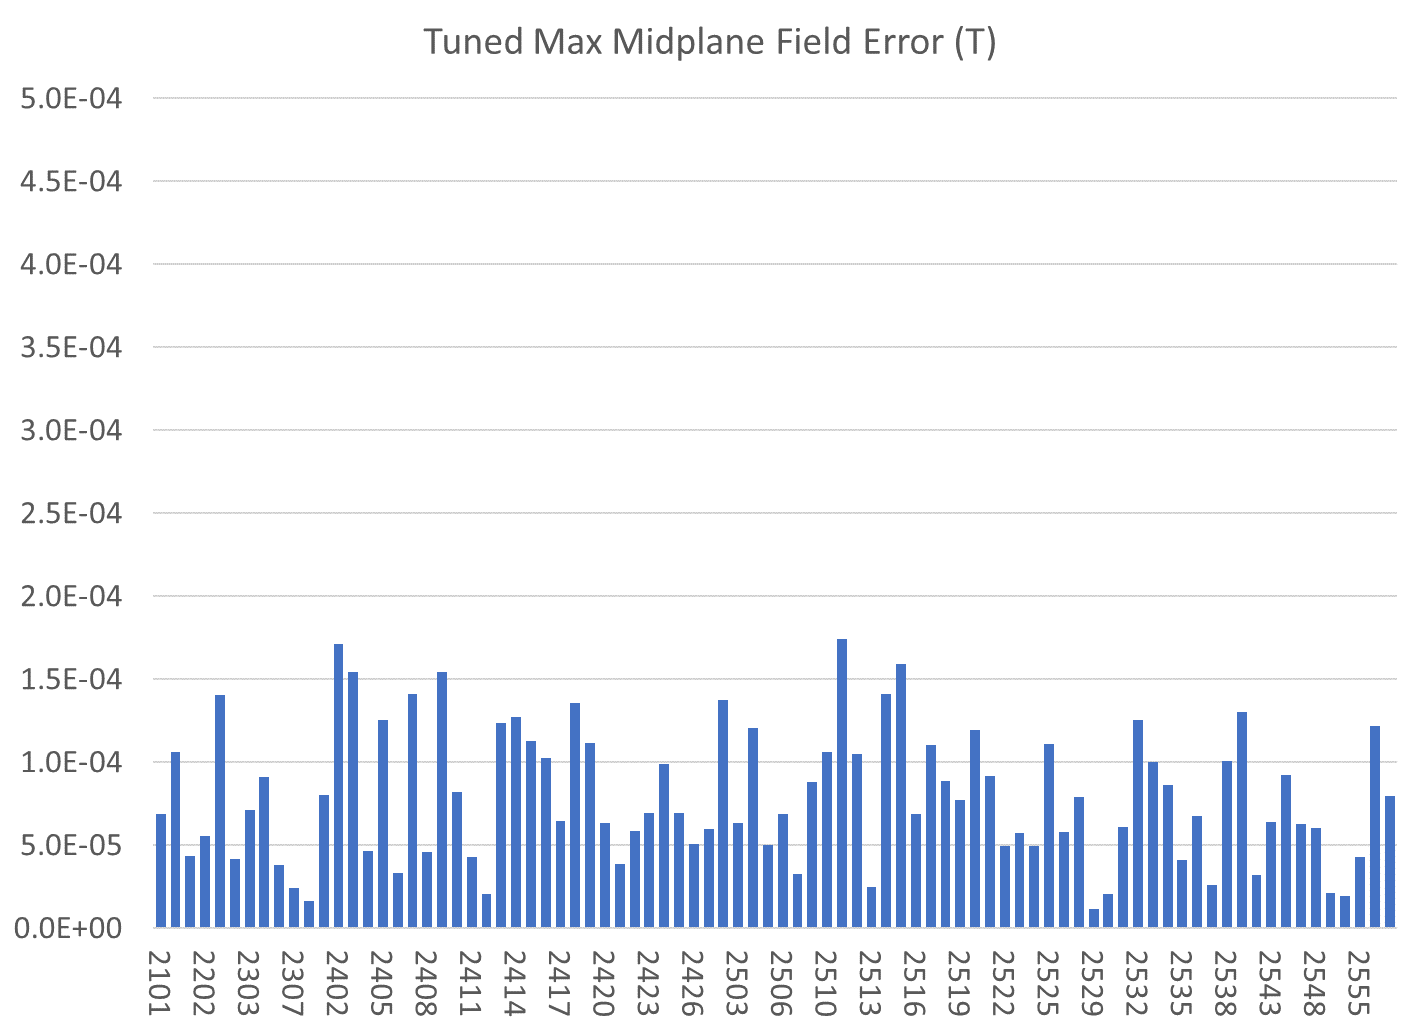 Tuned Max Midplane Field Error (T)
5.0E-04
4.5E-04
4.0E-04
3.5E-04
3.0E-04
2.5E-04
2.0E-04
1.5E-04
1.0E-04
5.0E-05
0.0E+00
2101
2202
2303
2307
2402
2405
2408
2411
2414
2417
2420
2423
2426
2503
2506
2510
2513
2516
2519
2522
2525
2529
2532
2535
2538
2543
2548
2555